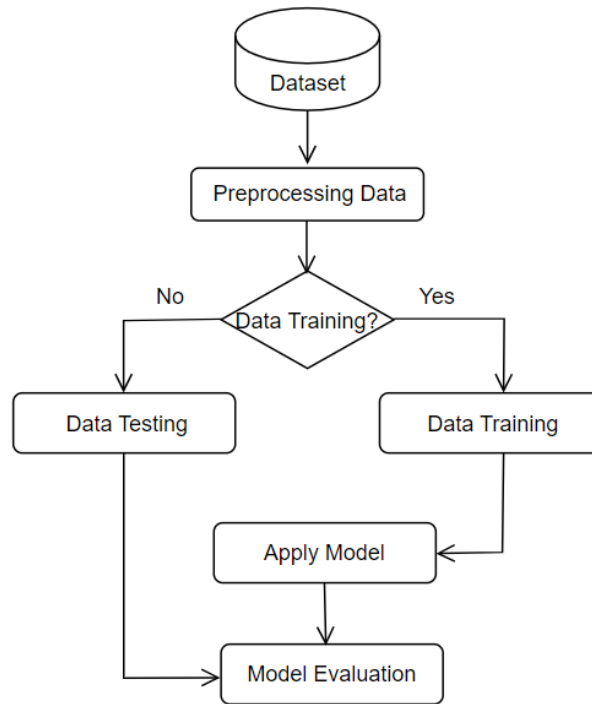 Dataset
Preprocessing Data
No
Yes
Data Training?
Data Testing
Data Training
Apply Model
Model Evaluation